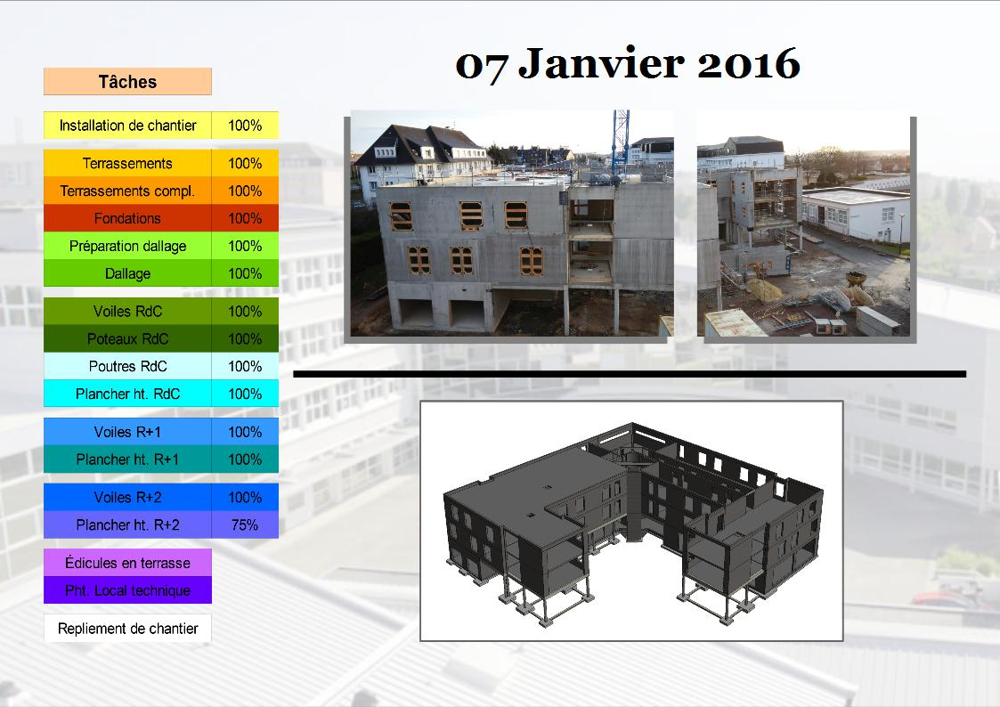 07 Janvier 2016
Tâches
Installation de chantier 100%
Terrassements 100%
Terrassements compl. 100%
Fondations 100%
Préparation dallage 100%
Dallage 100%
Voiles RdC 100%
Poteaux RdC 100%
Poutres RdC 100%
Plancher ht. RdC 100%
Voiles R+1 100%
Plancher ht. R+1 100%
Voiles R+2 100%
Plancher ht. R+2 75%
Édicules en terrasse
Pht. Local technique
Repliement de chantier